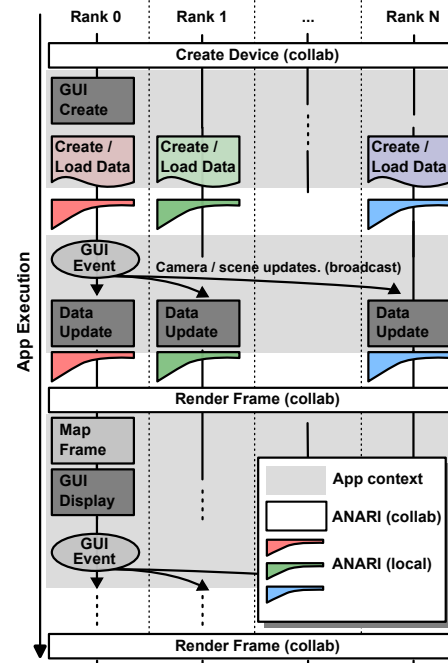 Rank 0 Rank 1 ... Rank N
Create Device (collab)
GUI
Create
Create / Create / Create /
Load Data Load Data Load Data
GUI
Event
Camera / scene updates. (broadcast)
Data Data Data
Update Update Update
Render Frame (collab)
Map
Frame
GUI
Display
GUI
Event
App context
ANARI (collab)
ANARI (local)
Render Frame (collab)
App Execution